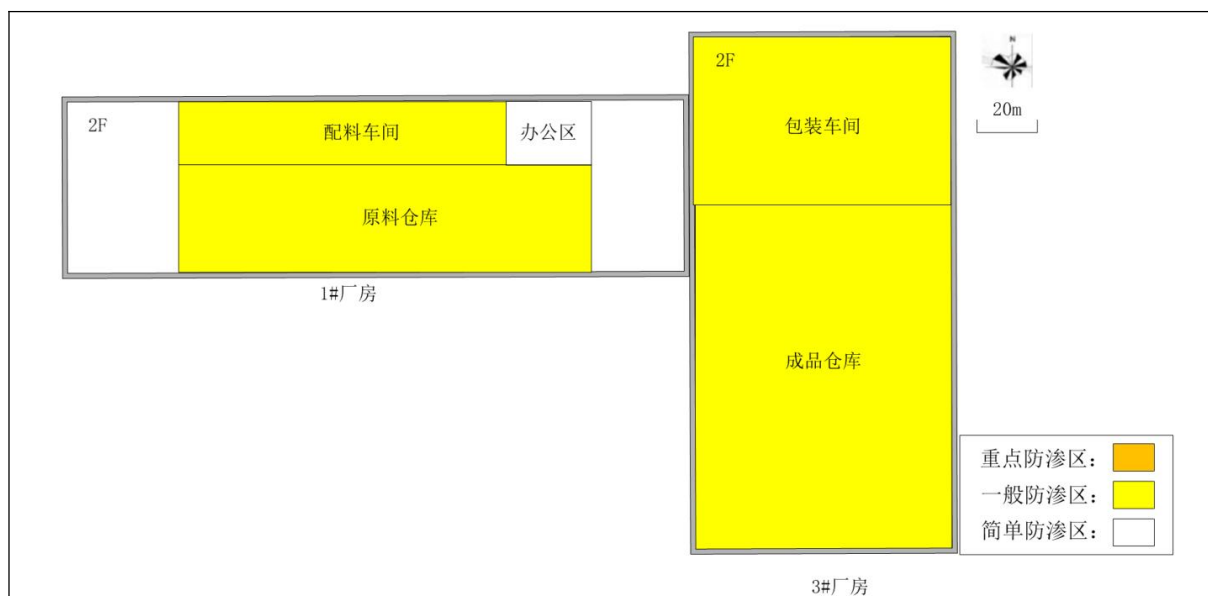 2F
配料车间
办公区
原料仓库
1#厂房
2F
包装车间
成品仓库
3#厂房
N
20m
重点防渗区：
一般防渗区：
简单防渗区：